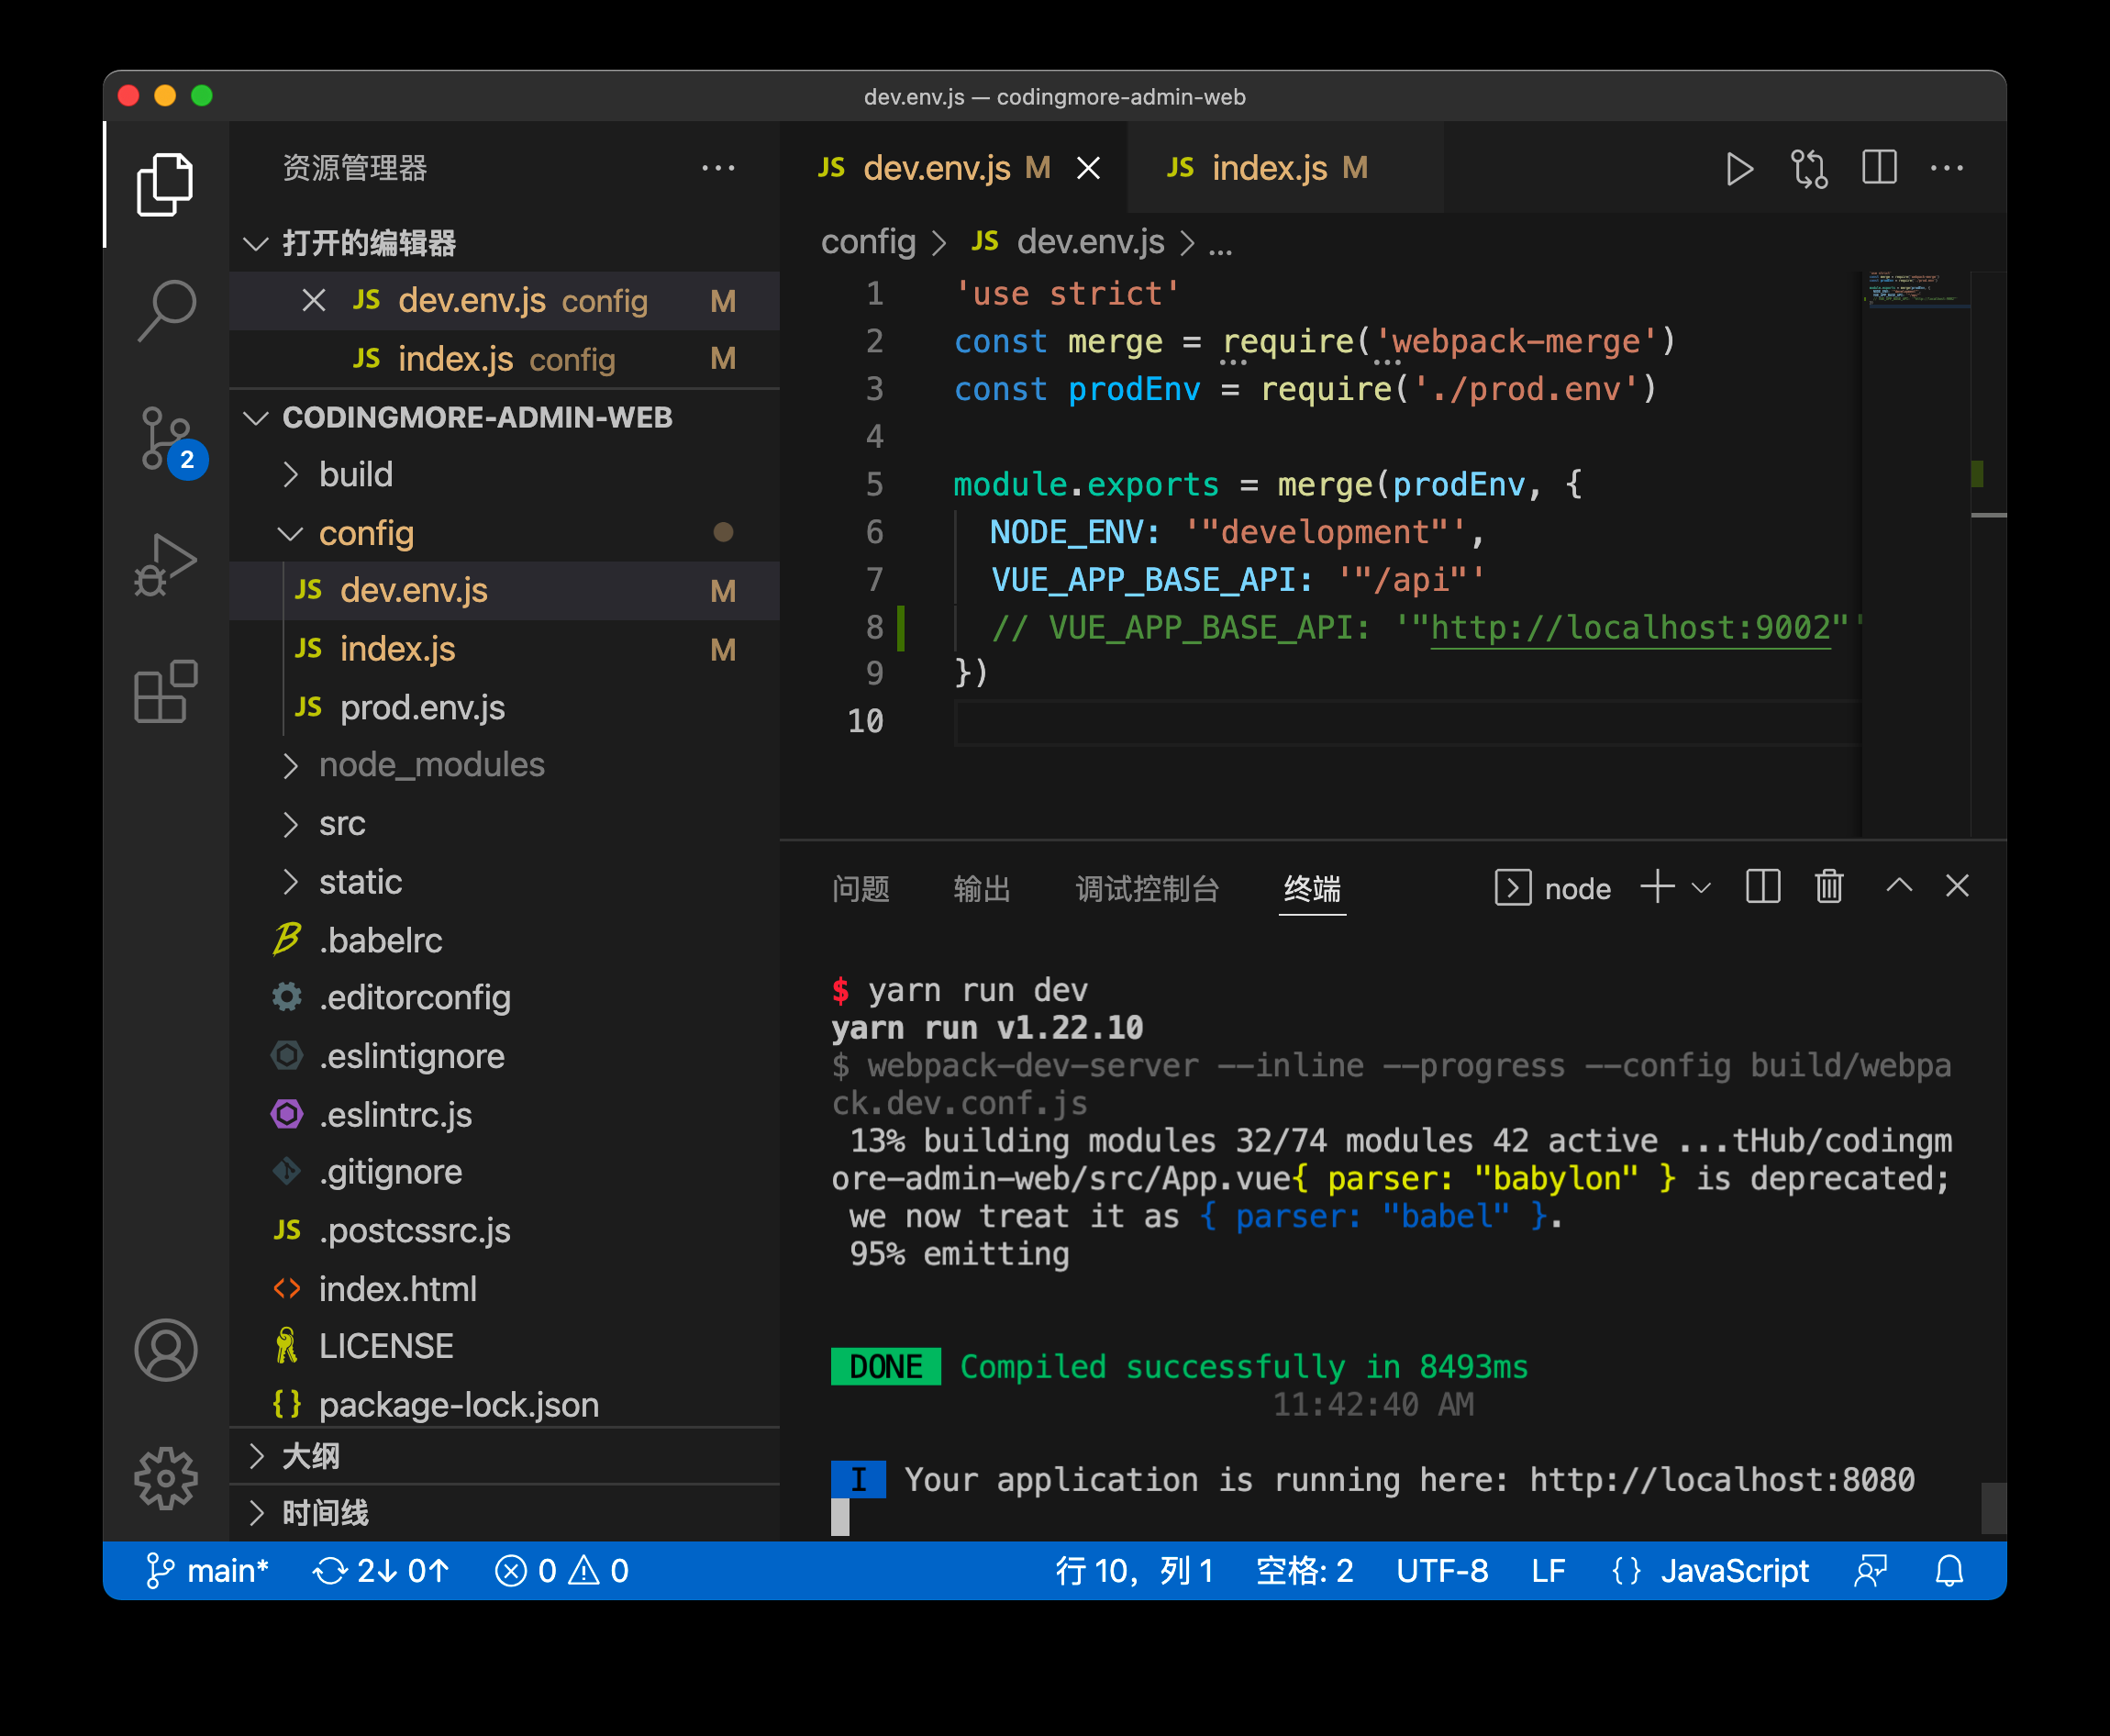 dev.env.js — codingmore-admin-web
资源管理器
打开的编辑器
JS dev.env.js config M
JS index.js config M
CODINGMORE-ADMIN-WEB
build
config
JS dev.env.js M
JS index.js M
JS prod.env.js
node_modules
src
static
.babelrc
.editorconfig
.eslintignore
.eslintrc.js
.gitignore
JS .postcssrc.js
index.html
LICENSE
{} package-lock.json
大纲
时间线
2
JS dev.env.js M
JS index.js M
config > JS dev.env.js > ...
1 'use strict'
2 const merge = require('webpack-merge')
3 const prodEnv = require('./prod.env')
4
5 module.exports = merge(prodEnv, {
6 NODE_ENV: '"development"',
7 VUE_APP_BASE_API: '"/api"'
8 // VUE_APP_BASE_API: '"http://localhost:9002"'
9 })
10
问题 输出 调试控制台 终端 node
$ yarn run dev
yarn run v1.22.10
$ webpack-dev-server --inline --progress --config build/webpa
ck.dev.conf.js
13% building modules 32/74 modules 42 active ...tHub/codingm
ore-admin-web/src/App.vue{ parser: "babylon" } is deprecated;
we now treat it as { parser: "babel" }.
95% emitting
DONE Compiled successfully in 8493ms
11:42:40 AM
I Your application is running here: http://localhost:8080
main* 2↓ 0↑ 0 0 行 10，列 1 空格: 2 UTF-8 LF {} JavaScript